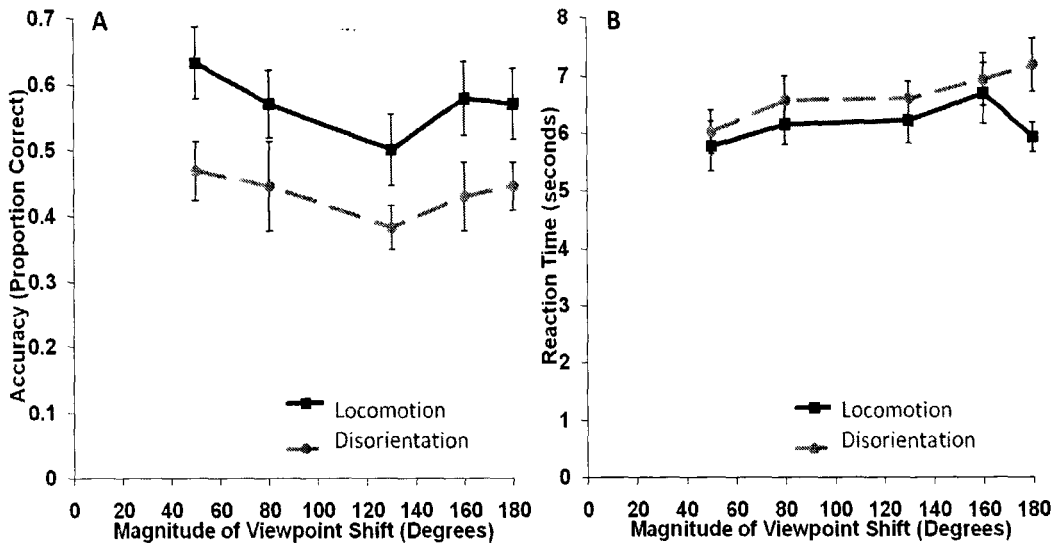 A
Accuracy (Proportion Correct)
0.7
0.6
0.5
0.4
0.3
0.2
0.1
0
0 20 40 60 80 100 120 140 160 180
Magnitude of Viewpoint Shift (Degrees)
Locomotion
Disorientation
B
Reaction Time (seconds)
8
7
6
5
4
3
2
1
0
0 20 40 60 80 100 120 140 160 180
Magnitude of Viewpoint Shift (Degrees)
Locomotion
Disorientation